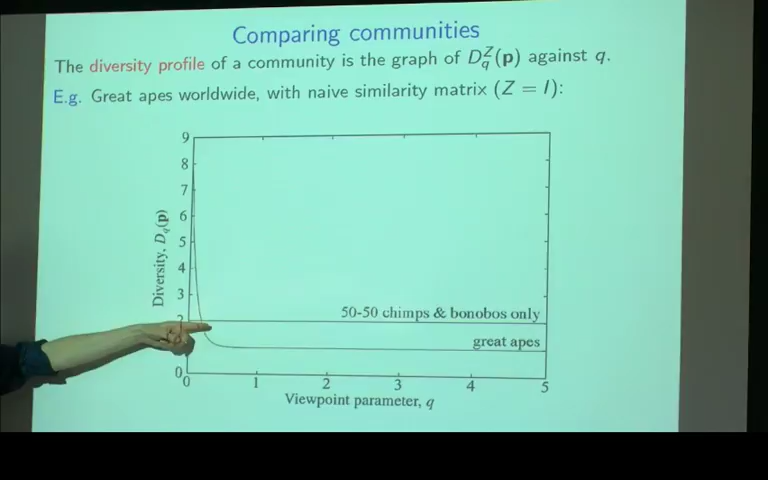 Comparing communities
The diversity profile of a community is the graph of D_q^Z(p) against q.
E.g. Great apes worldwide, with naive similarity matrix (Z = I):
9
8
7
6
5
4
3
2
0
Diversity, D_q(p)
50-50 chimps & bonobos only
great apes
0 1 2 3 4 5
Viewpoint parameter, q